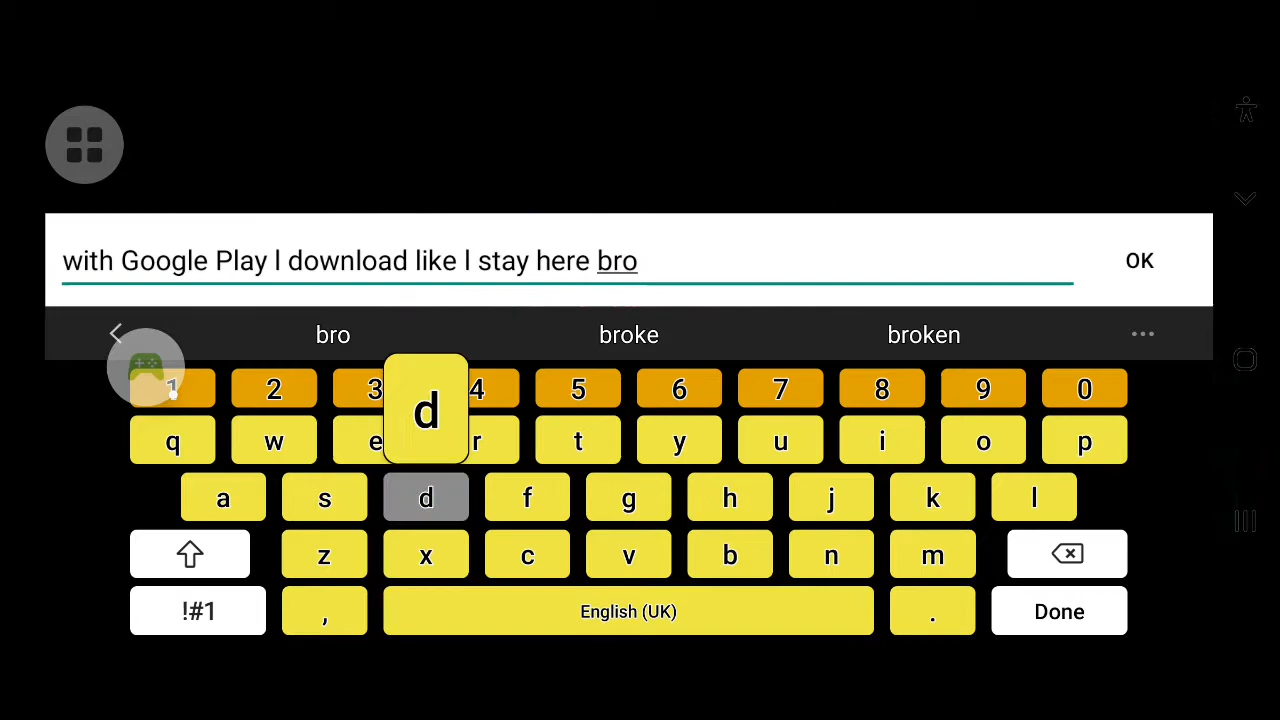 with Google Play I download like I stay here bro
OK
bro broke broken
1 2 3 4 5 6 7 8 9 0
q w e r t y u i o p
d
a s d f g h j k l
z x c v b n m
!#1 , English (UK) . Done